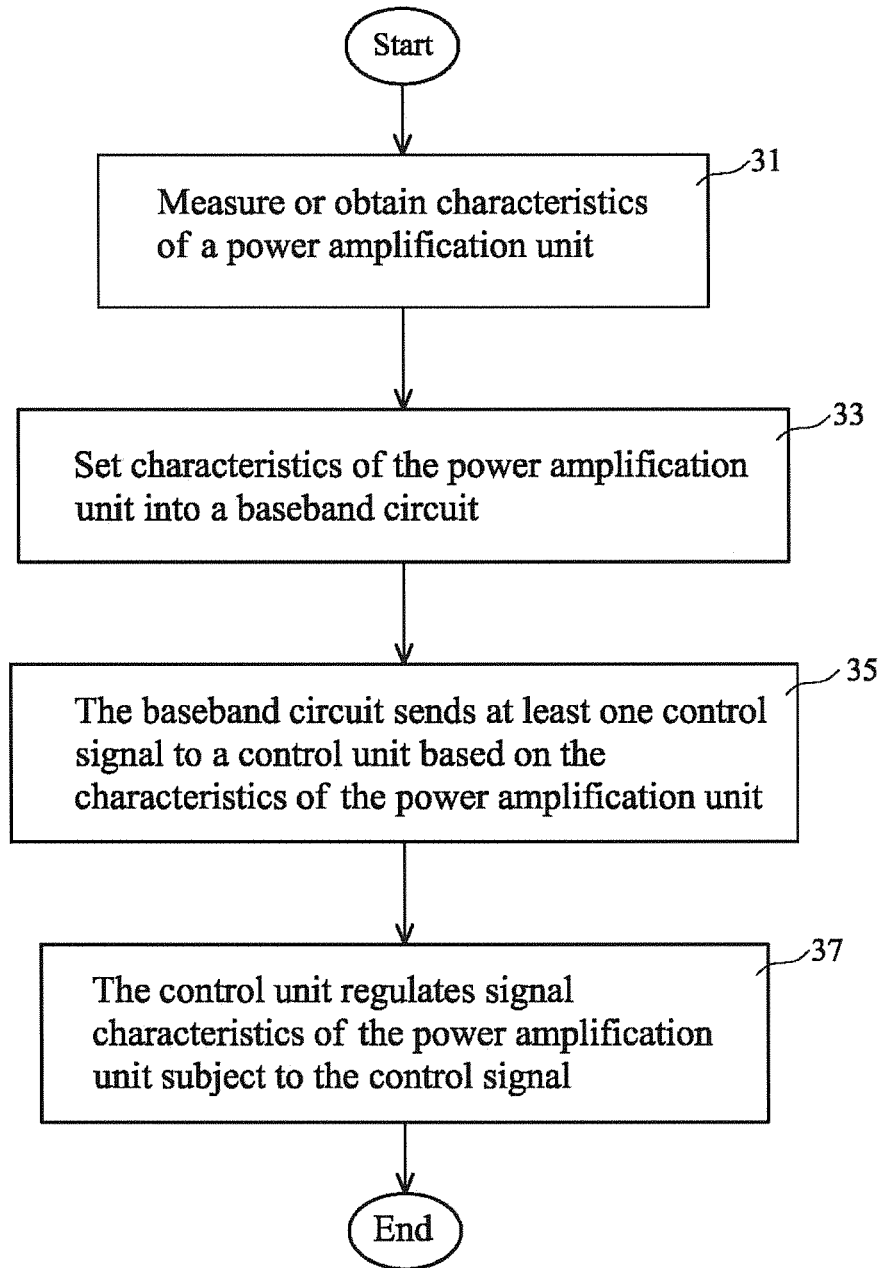 Start
31
Measure or obtain characteristics
of a power amplification unit
33
Set characteristics of the power amplification
unit into a baseband circuit
35
The baseband circuit sends at least one control
signal to a control unit based on the
characteristics of the power amplification unit
37
The control unit regulates signal
characteristics of the power amplification
unit subject to the control signal
End